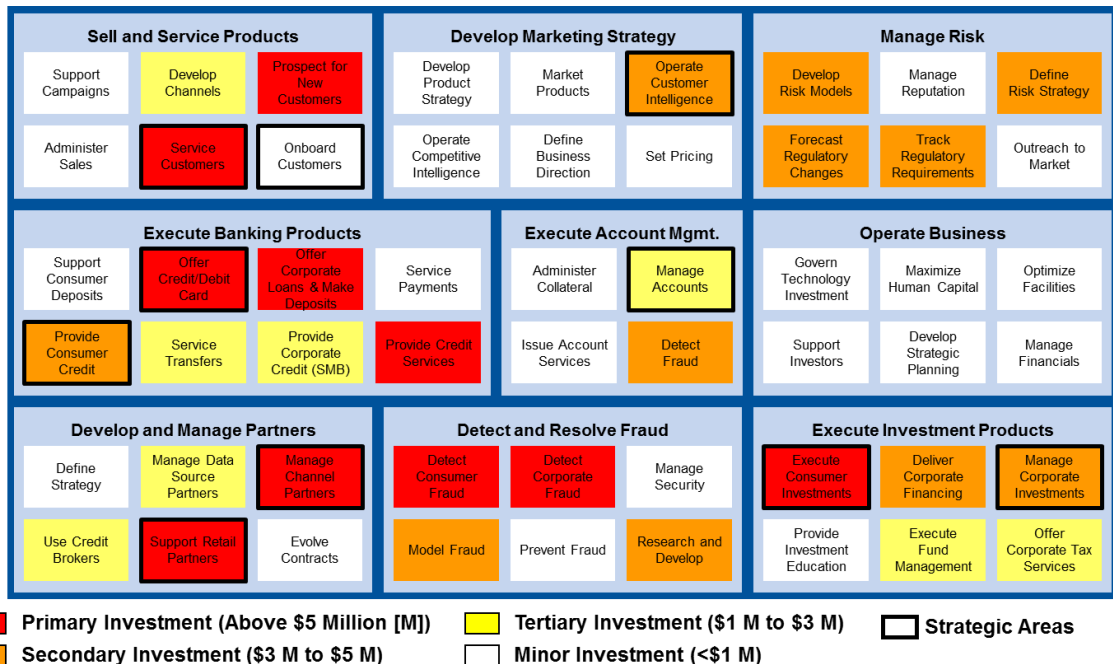 Sell and Service Products
Support
Campaigns
Develop
Channels
Prospect for
New
Customers
Administer
Sales
Service
Customers
Onboard
Customers
Develop Marketing Strategy
Develop
Product
Strategy
Market
Products
Operate
Customer
Intelligence
Operate
Competitive
Intelligence
Define
Business
Direction
Set Pricing
Manage Risk
Develop
Risk Models
Manage
Reputation
Define
Risk Strategy
Forecast
Regulatory
Changes
Track
Regulatory
Requirements
Outreach to
Market
Execute Banking Products
Support
Consumer
Deposits
Offer
Credit/Debit
Card
Offer
Corporate
Loans & Make
Deposits
Service
Payments
Provide
Consumer
Credit
Service
Transfers
Provide
Corporate
Credit (SMB)
Provide Credit
Services
Execute Account Mgmt.
Administer
Collateral
Manage
Accounts
Issue Account
Services
Detect
Fraud
Operate Business
Govern
Technology
Investment
Maximize
Human Capital
Optimize
Facilities
Support
Investors
Develop
Strategic
Planning
Manage
Financials
Develop and Manage Partners
Define
Strategy
Manage Data
Source
Partners
Manage
Channel
Partners
Use Credit
Brokers
Support Retail
Partners
Evolve
Contracts
Detect and Resolve Fraud
Detect
Consumer
Fraud
Detect
Corporate
Fraud
Manage
Security
Model Fraud
Prevent Fraud
Research and
Develop
Execute Investment Products
Execute
Consumer
Investments
Deliver
Corporate
Financing
Manage
Corporate
Investments
Provide
Investment
Education
Execute
Fund
Management
Offer
Corporate Tax
Services
Primary Investment (Above $5 Million [M])
Tertiary Investment ($1 M to $3 M)
Strategic Areas
Secondary Investment ($3 M to $5 M)
Minor Investment (<$1 M)